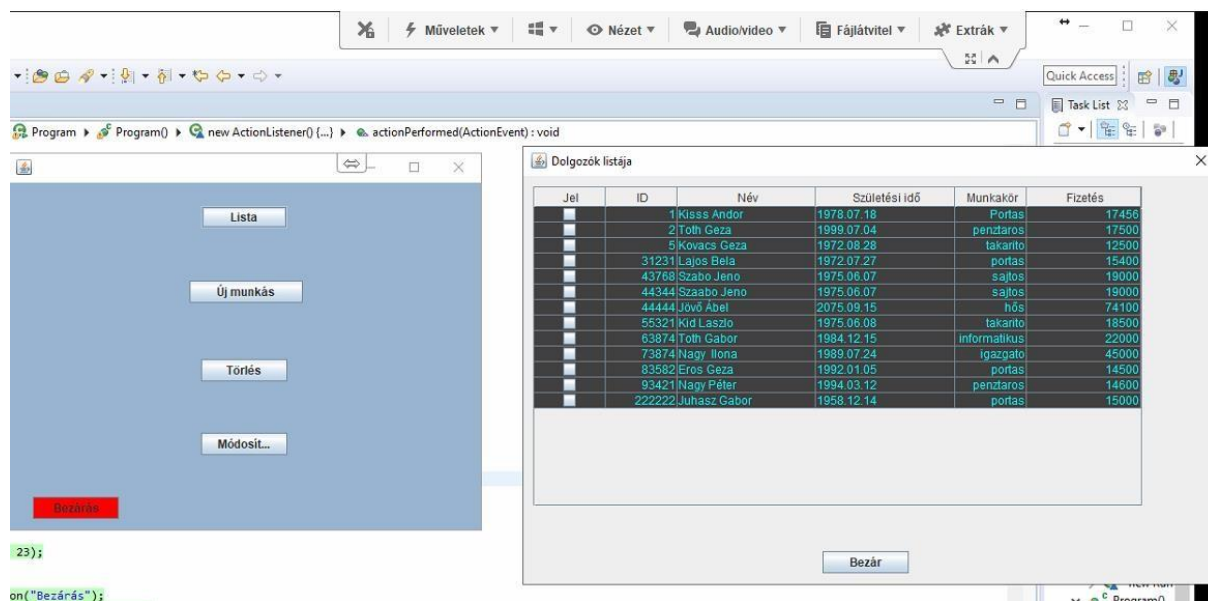 Műveletek Nézet Audio/video Fájlátvitel Extrák
Quick Access
Task List
Program Program() new ActionListener() {...} actionPerformed(ActionEvent) : void
Lista
Új munkás
Törlés
Módosít...
Bezárás
23);
on("Bezárás");
Dolgozók listája
Jel ID Név Születési idő Munkakör Fizetés
1 Kisss Andor 1978.07.18 Portas 17456
2 Toth Geza 1999.07.04 penztaros 17500
5 Kovacs Geza 1972.08.28 takarito 12500
31231 Lajos Bela 1972.07.27 portas 15400
43768 Szabo Jeno 1975.06.07 sajtos 19000
44344 Szaabo Jeno 1975.06.07 sajtos 19000
44444 Jövő Ábel 2075.09.15 hős 74100
55321 Kid Laszlo 1975.06.08 takarito 18500
63874 Toth Gabor 1984.12.15 informatikus 22000
73874 Nagy Ilona 1989.07.24 igazgato 45000
83582 Eros Geza 1992.01.05 portas 14500
93421 Nagy Péter 1994.03.12 penztaros 14600
222222 Juhasz Gabor 1958.12.14 portas 15000
Bezár
Program()